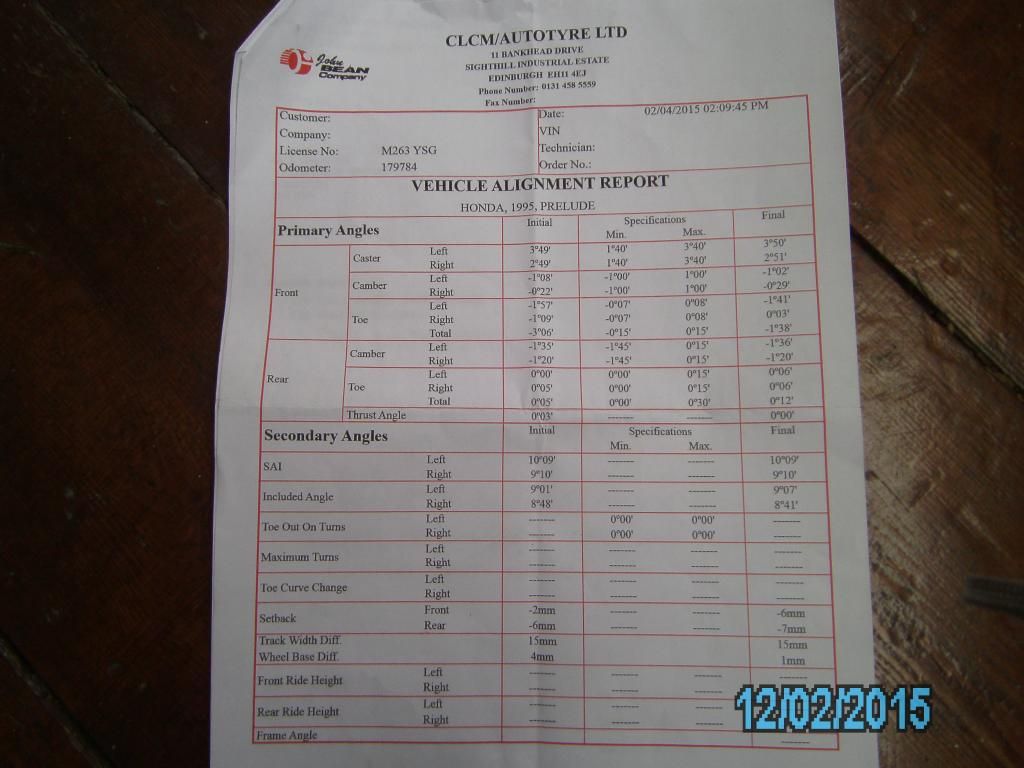 John
BEAN
Company
CLCM/AUTOTYRE LTD
11 BANKHEAD DRIVE
SIGHTHILL INDUSTRIAL ESTATE
EDINBURGH EH11 4EJ
Phone Number: 0131 458 5559
Fax Number:
Customer: Date: 02/04/2015 02:09:45 PM
Company: VIN
License No: M263 YSG Technician:
Odometer: 179784 Order No.:
VEHICLE ALIGNMENT REPORT
HONDA, 1995, PRELUDE
Primary Angles Initial Specifications Final
Min. Max.
Front Caster Left 3°49' 1°40' 3°40' 3°50'
Right 2°49' 1°40' 3°40' 2°51'
Camber Left -1°08' -1°00' 1°00' -1°02'
Right -0°22' -1°00' 1°00' -0°29'
Toe Left -1°57' -0°07' 0°08' -1°41'
Right -1°09' -0°07' 0°08' 0°03'
Total -3°06' -0°15' 0°15' -1°38'
Rear Camber Left -1°35' -1°45' 0°15' -1°36'
Right -1°20' -1°45' 0°15' -1°20'
Toe Left 0°00' 0°00' 0°15' 0°06'
Right 0°05' 0°00' 0°15' 0°06'
Total 0°05' 0°00' 0°30' 0°12'
Thrust Angle 0°03' ------- ------- 0°00'
Secondary Angles Initial Specifications Final
Min. Max.
SAI Left 10°09' ------- ------- 10°09'
Right 9°10' ------- ------- 9°10'
Included Angle Left 9°01' ------- ------- 9°07'
Right 8°48' ------- ------- 8°41'
Toe Out On Turns Left ------- 0°00' 0°00' -------
Right ------- 0°00' 0°00' -------
Maximum Turns Left ------- ------- ------- -------
Right ------- ------- ------- -------
Toe Curve Change Left ------- ------- ------- -------
Right ------- ------- ------- -------
Setback Front -2mm ------- ------- -6mm
Rear -6mm ------- ------- -7mm
Track Width Diff. 15mm 15mm
Wheel Base Diff. 4mm 1mm
Front Ride Height Left ------- ------- ------- -------
Right ------- ------- ------- -------
Rear Ride Height Left ------- ------- -------
Right ------- ------- -------
Frame Angle -------
12/02/2015